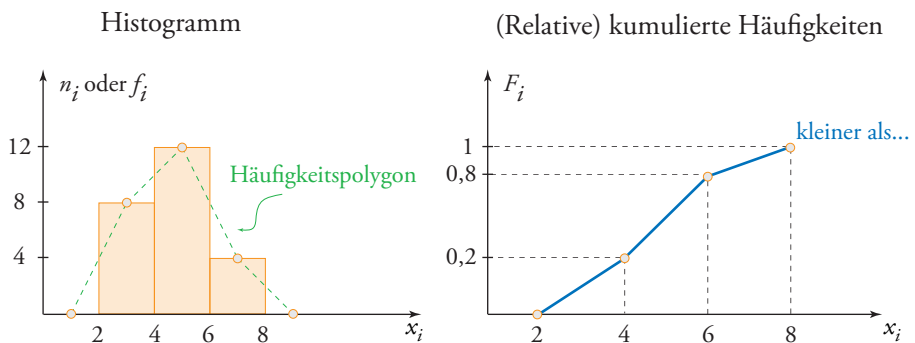 Histogramm
n_i oder f_i
12
8
4
Häufigkeitspolygon
2 4 6 8 x_i
(Relative) kumulierte Häufigkeiten
F_i
kleiner als...
1
0,8
0,2
2 4 6 8 x_i